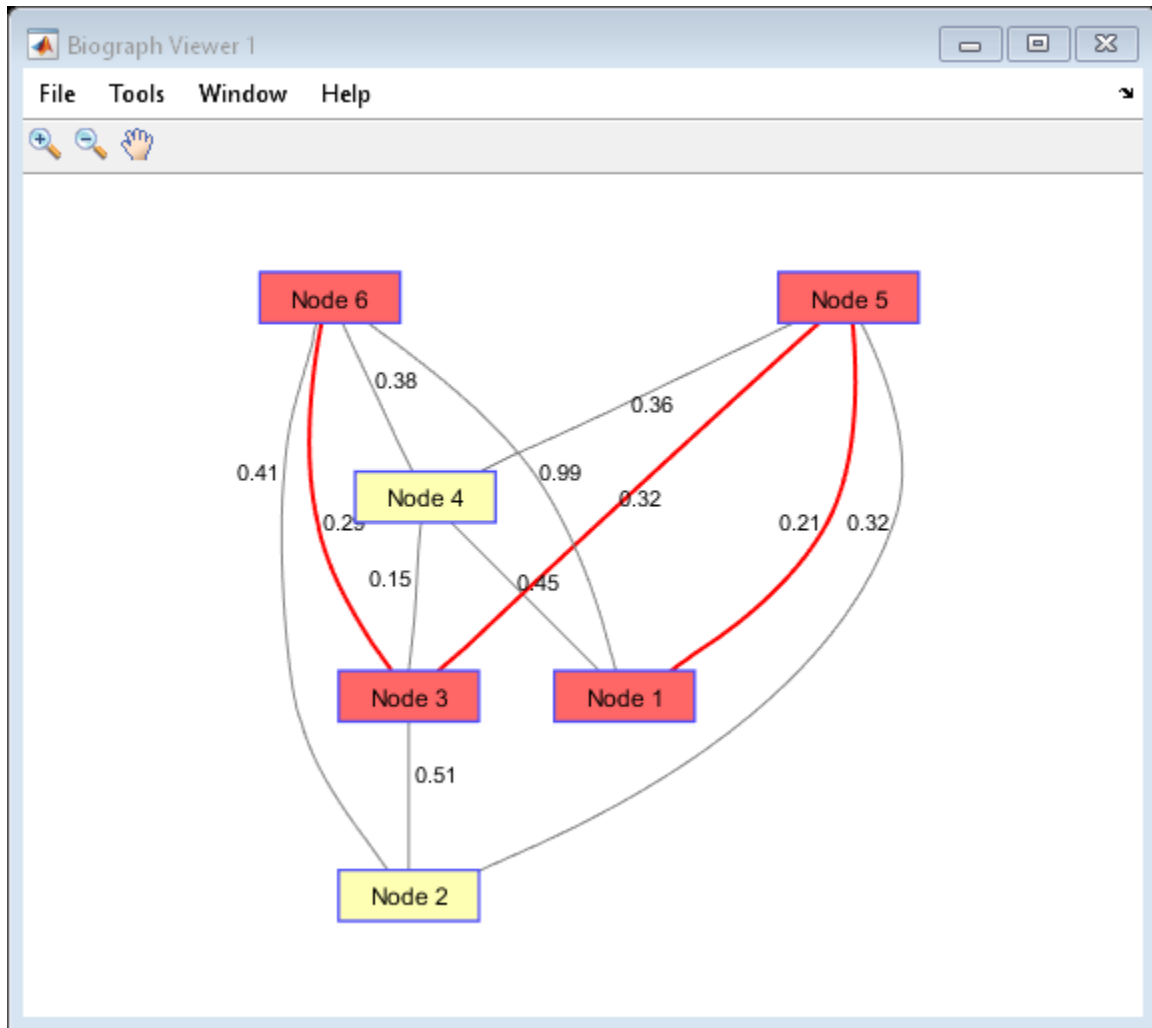 Biograph Viewer 1
File Tools Window Help
Node 6
Node 5
0.38
0.36
0.41
0.99
Node 4
0.32
0.29
0.21
0.32
0.15
0.45
Node 3
Node 1
0.51
Node 2